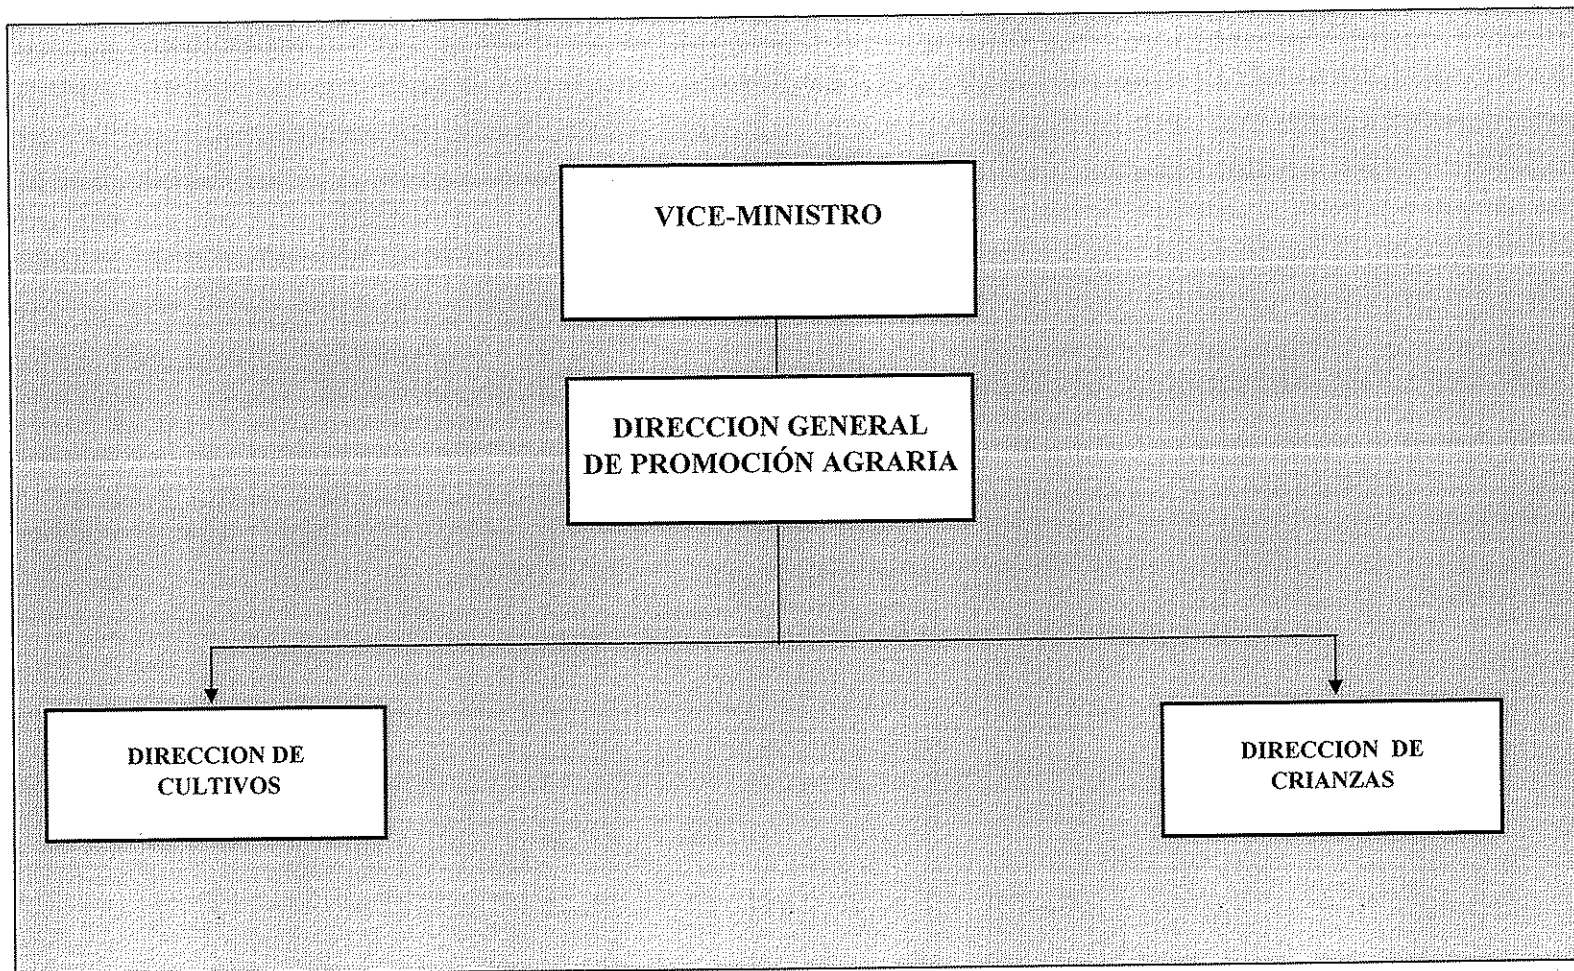 VICE-MINISTRO
DIRECCION GENERAL
DE PROMOCIÓN AGRARIA
DIRECCION DE
CULTIVOS
DIRECCION DE
CRIANZAS